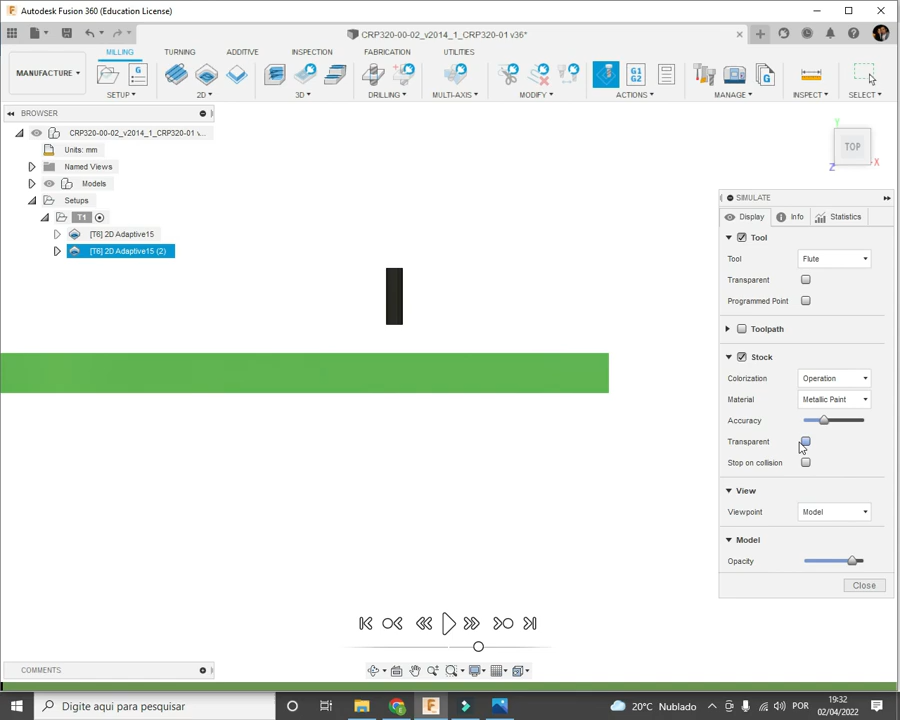 Autodesk Fusion 360 (Education License)
CRP320-00-02_v2014_1_CRP320-01 v36*
MILLING TURNING ADDITIVE INSPECTION FABRICATION UTILITIES
MANUFACTURE
G
G1
G2
G
SETUP 2D 3D DRILLING MULTI-AXIS MODIFY ACTIONS MANAGE INSPECT SELECT
BROWSER
CRP320-00-02_v2014_1_CRP320-01 v...
Units: mm
Named Views
Models
Setups
T1
[T6] 2D Adaptive15
[T6] 2D Adaptive15 (2)
Y
TOP
X
Z
SIMULATE
Display Info Statistics
Tool
Tool Flute
Transparent
Programmed Point
Toolpath
Stock
Colorization Operation
Material Metallic Paint
Accuracy
Transparent
Stop on collision
View
Viewpoint Model
Model
Opacity
Close
COMMENTS
Digite aqui para pesquisar
20°C Nublado
POR
19:32
02/04/2022